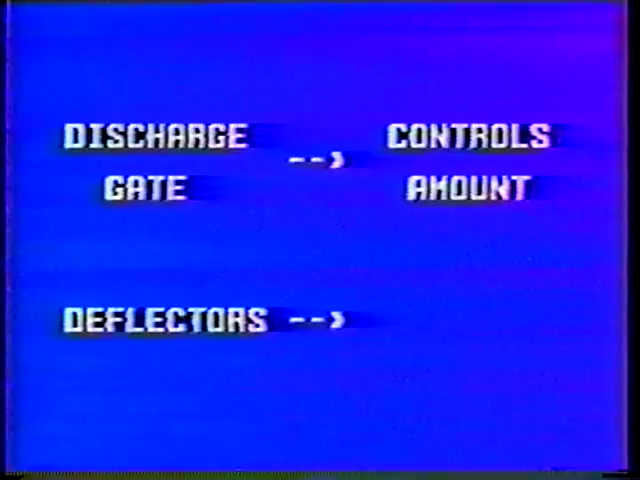 DISCHARGE GATE --> CONTROLS AMOUNT
DEFLECTORS -->